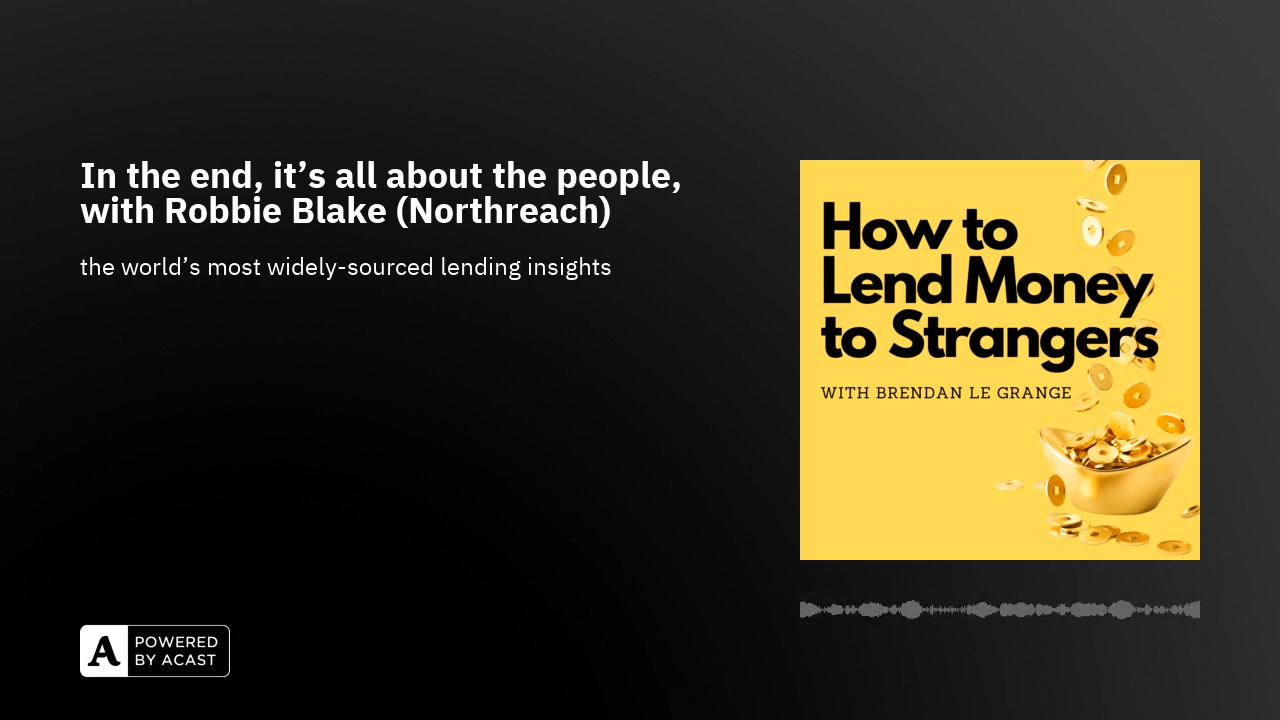 In the end, it’s all about the people,
with Robbie Blake (Northreach)
the world’s most widely-sourced lending insights
How to
Lend Money
to Strangers
WITH BRENDAN LE GRANGE
A
POWERED
BY ACAST